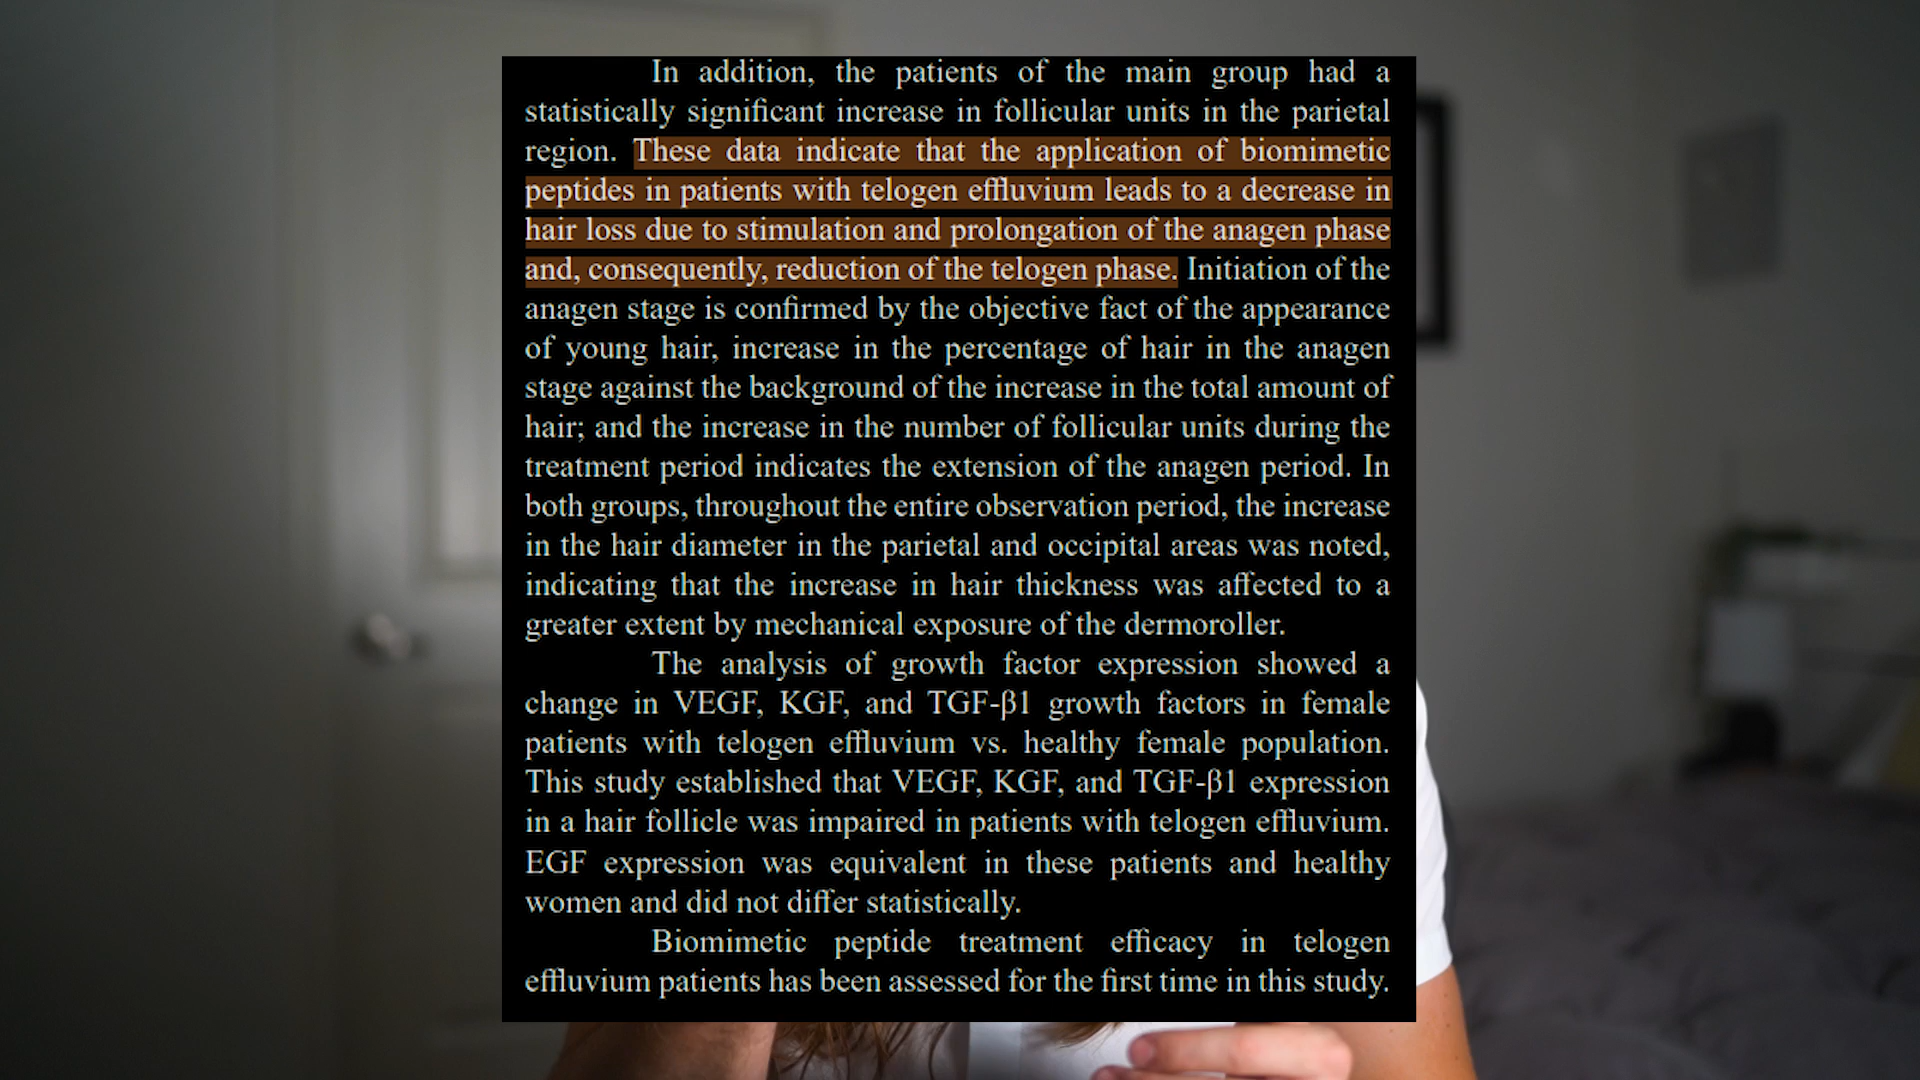 In addition, the patients of the main group had a
statistically significant increase in follicular units in the parietal
region. These data indicate that the application of biomimetic
peptides in patients with telogen effluvium leads to a decrease in
hair loss due to stimulation and prolongation of the anagen phase
and, consequently, reduction of the telogen phase. Initiation of the
anagen stage is confirmed by the objective fact of the appearance
of young hair, increase in the percentage of hair in the anagen
stage against the background of the increase in the total amount of
hair; and the increase in the number of follicular units during the
treatment period indicates the extension of the anagen period. In
both groups, throughout the entire observation period, the increase
in the hair diameter in the parietal and occipital areas was noted,
indicating that the increase in hair thickness was affected to a
greater extent by mechanical exposure of the dermoroller.
The analysis of growth factor expression showed a
change in VEGF, KGF, and TGF-β1 growth factors in female
patients with telogen effluvium vs. healthy female population.
This study established that VEGF, KGF, and TGF-β1 expression
in a hair follicle was impaired in patients with telogen effluvium.
EGF expression was equivalent in these patients and healthy
women and did not differ statistically.
Biomimetic peptide treatment efficacy in telogen
effluvium patients has been assessed for the first time in this study.